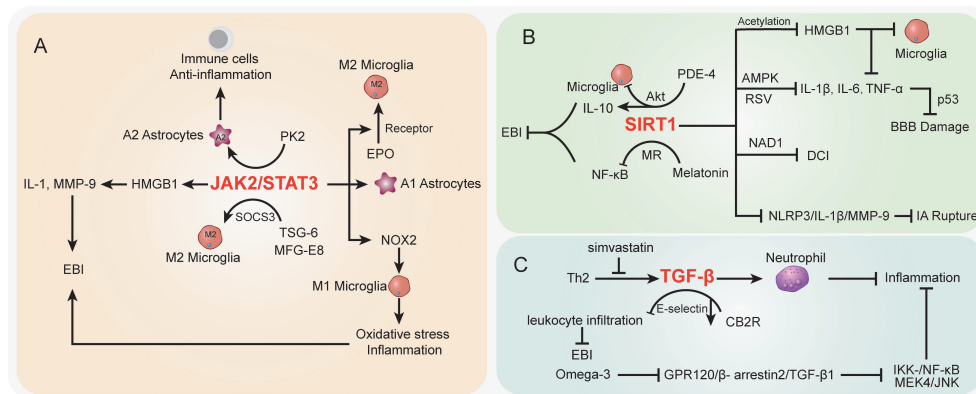 A
Immune cells
Anti-inflammation
M2 Microglia
M2
A2 Astrocytes
A2
PK2
Receptor
EPO
IL-1, MMP-9
HMGB1
JAK2/STAT3
A1 Astrocytes
SOCS3
M2
TSG-6
MFG-E8
M2 Microglia
NOX2
EBI
M1 Microglia
Oxidative stress
Inflammation
B
Acetylation
HMGB1
Microglia
PDE-4
Microglia
Akt
IL-10
AMPK
RSV
IL-1β, IL-6, TNF-α
p53
BBB Damage
EBI
SIRT1
MR
NF-κB
Melatonin
NAD1
DCI
NLRP3/IL-1β/MMP-9
IA Rupture
C
simvastatin
Neutrophil
Th2
TGF-β
Inflammation
E-selectin
CB2R
leukocyte infiltration
EBI
Omega-3
GPR120/β- arrestin2/TGF-β1
IKK-/NF-κB
MEK4/JNK